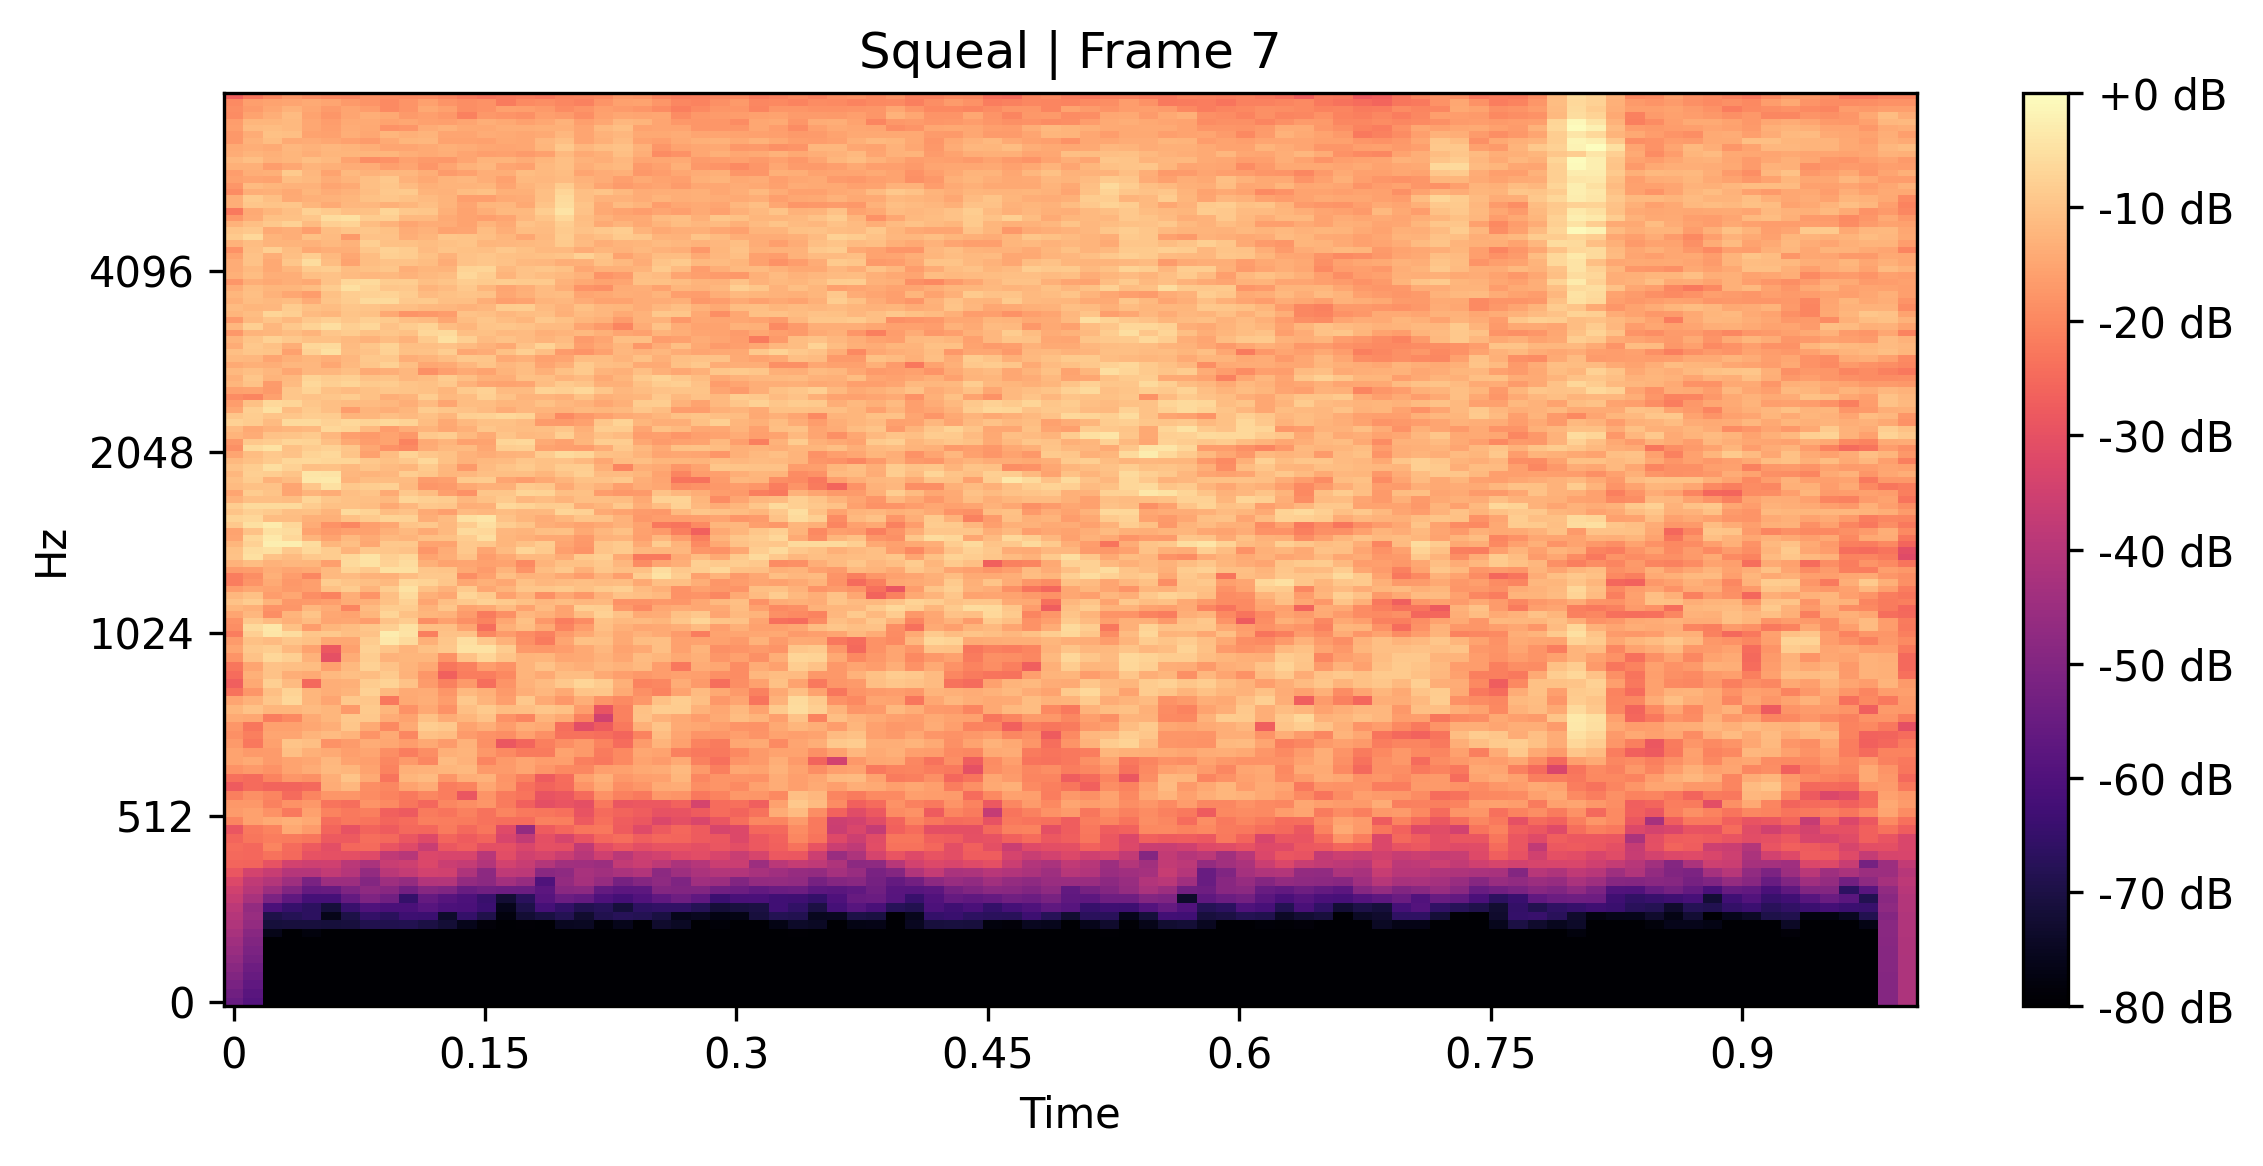 Squeal | Frame 7
+0 dB
-10 dB
-20 dB
-30 dB
-40 dB
-50 dB
-60 dB
-70 dB
-80 dB
Hz
4096
2048
1024
512
0
0 0.15 0.3 0.45 0.6 0.75 0.9
Time